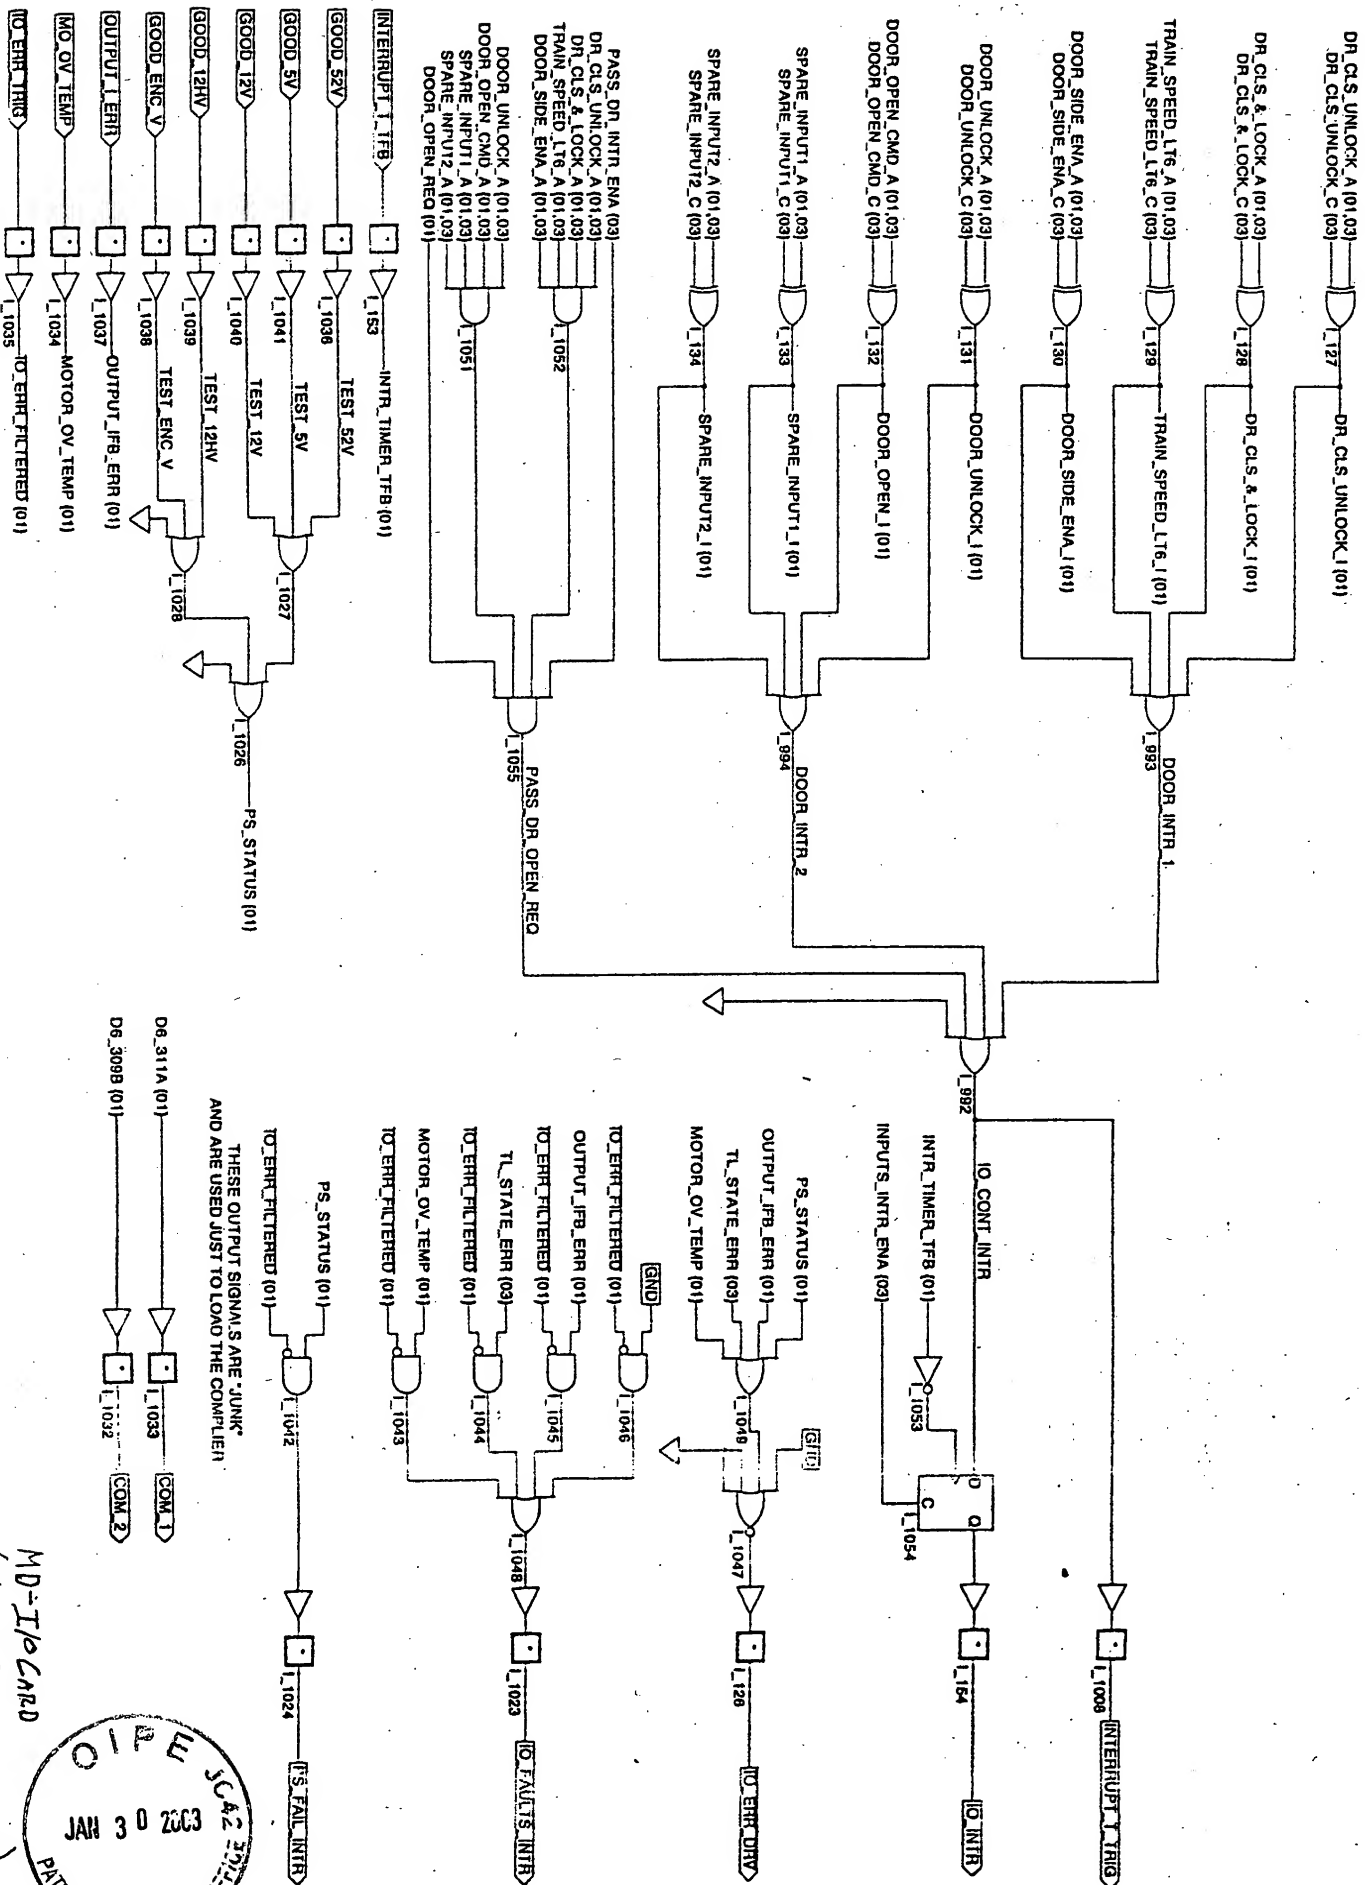 DR_CLS_UNLOCK_A (01,03)
DR_CLS_UNLOCK_C (03)
I_127
DR_CLS_UNLOCK_I (01)
DR_CLS_&_LOCK_A (01,03)
DR_CLS_&_LOCK_C (03)
I_128
DR_CLS_&_LOCK_I (01)
TRAIN_SPEED_LT6_A (01,03)
TRAIN_SPEED_LT6_C (03)
I_129
TRAIN_SPEED_LT6_I (01)
DOOR_SIDE_ENA_A (01,03)
DOOR_SIDE_ENA_C (03)
I_130
DOOR_SIDE_ENA_I (01)
I_993
DOOR_INTR_1
DOOR_UNLOCK_A (01,03)
DOOR_UNLOCK_C (03)
I_131
DOOR_UNLOCK_I (01)
DOOR_OPEN_CMD_A (01,03)
DOOR_OPEN_CMD_C (03)
I_132
DOOR_OPEN_I (01)
SPARE_INPUT1_A (01,03)
SPARE_INPUT1_C (03)
I_133
SPARE_INPUT1_I (01)
SPARE_INPUT2_A (01,03)
SPARE_INPUT2_C (03)
I_134
SPARE_INPUT2_I (01)
I_994
DOOR_INTR_2
PASS_DR_INTR_ENA (03)
DR_CLS_UNLOCK_A (01,03)
DR_CLS_&_LOCK_A (01,03)
TRAIN_SPEED_LT6_A (01,03)
DOOR_SIDE_ENA_A (01,03)
I_1052
DOOR_UNLOCK_A (01,03)
DOOR_OPEN_CMD_A (01,03)
SPARE_INPUT1_A (01,03)
SPARE_INPUT2_A (01,03)
DOOR_OPEN_REQ (01)
I_1051
I_1055
PASS_DR_OPEN_REQ
INTERRUPT_T_TFB
I_153
INTR_TIMER_TFB (01)
GOOD_52V
I_1036
TEST_52V
GOOD_5V
I_1041
TEST_5V
GOOD_12V
I_1040
TEST_12V
GOOD_12HV
I_1039
TEST_12HV
GOOD_ENC_V
I_1038
TEST_ENC_V
OUTPUT_I_ERR
I_1037
OUTPUT_IFB_ERR (01)
MO_OV_TEMP
I_1034
MOTOR_OV_TEMP (01)
IO_ERR_TRIG
I_1035
IO_ERR_FILTERED (01)
I_1027
I_1028
I_1026
PS_STATUS (01)
I_992
IO_CONT_INTR
I_1008
INTERRUPT_T_TRIG
INTR_TIMER_TFB (01)
I_1053
INPUTS_INTR_ENA (03)
D
Q
C
I_1054
I_154
IO_INTR
PS_STATUS (01)
OUTPUT_IFB_ERR (01)
TL_STATE_ERR (03)
MOTOR_OV_TEMP (01)
I_1049
GND
I_1047
I_126
IO_ERR_DRV
GND
IO_ERR_FILTERED (01)
I_1046
OUTPUT_IFB_ERR (01)
IO_ERR_FILTERED (01)
I_1045
TL_STATE_ERR (03)
IO_ERR_FILTERED (01)
I_1044
MOTOR_OV_TEMP (01)
IO_ERR_FILTERED (01)
I_1043
I_1048
I_1023
IO_FAULTS_INTR
PS_STATUS (01)
IO_ERR_FILTERED (01)
I_1042
I_1024
PS_FAIL_INTR
THESE OUTPUT SIGNALS ARE "JUNK"
AND ARE USED JUST TO LOAD THE COMPLIER
D6_311A (01)
I_1033
COM_1
D6_309B (01)
I_1032
COM_2
MD-I/O CARD
OIPE
JAN 30 2003